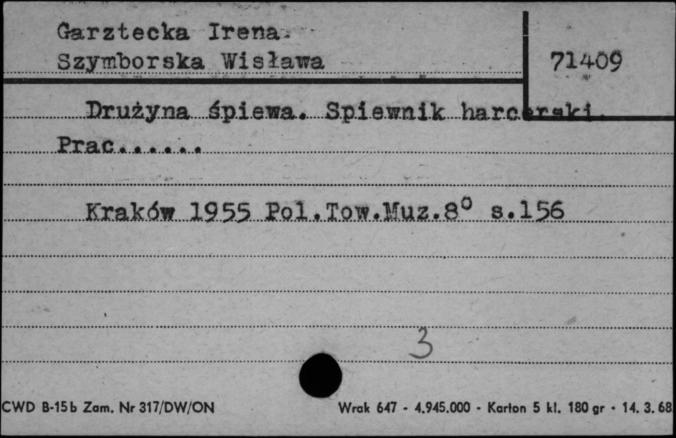 Garztecka Irena
Szymborska Wisława
71409
Drużyna śpiewa. Spiewnik harcerski.
Prac......
Kraków 1955 Pol.Tow.Muz.8° s.156
3
CWD B-15b Zam. Nr 317/DW/ON
Wrak 647 - 4.945.000 - Karton 5 kl. 180 gr - 14. 3. 68